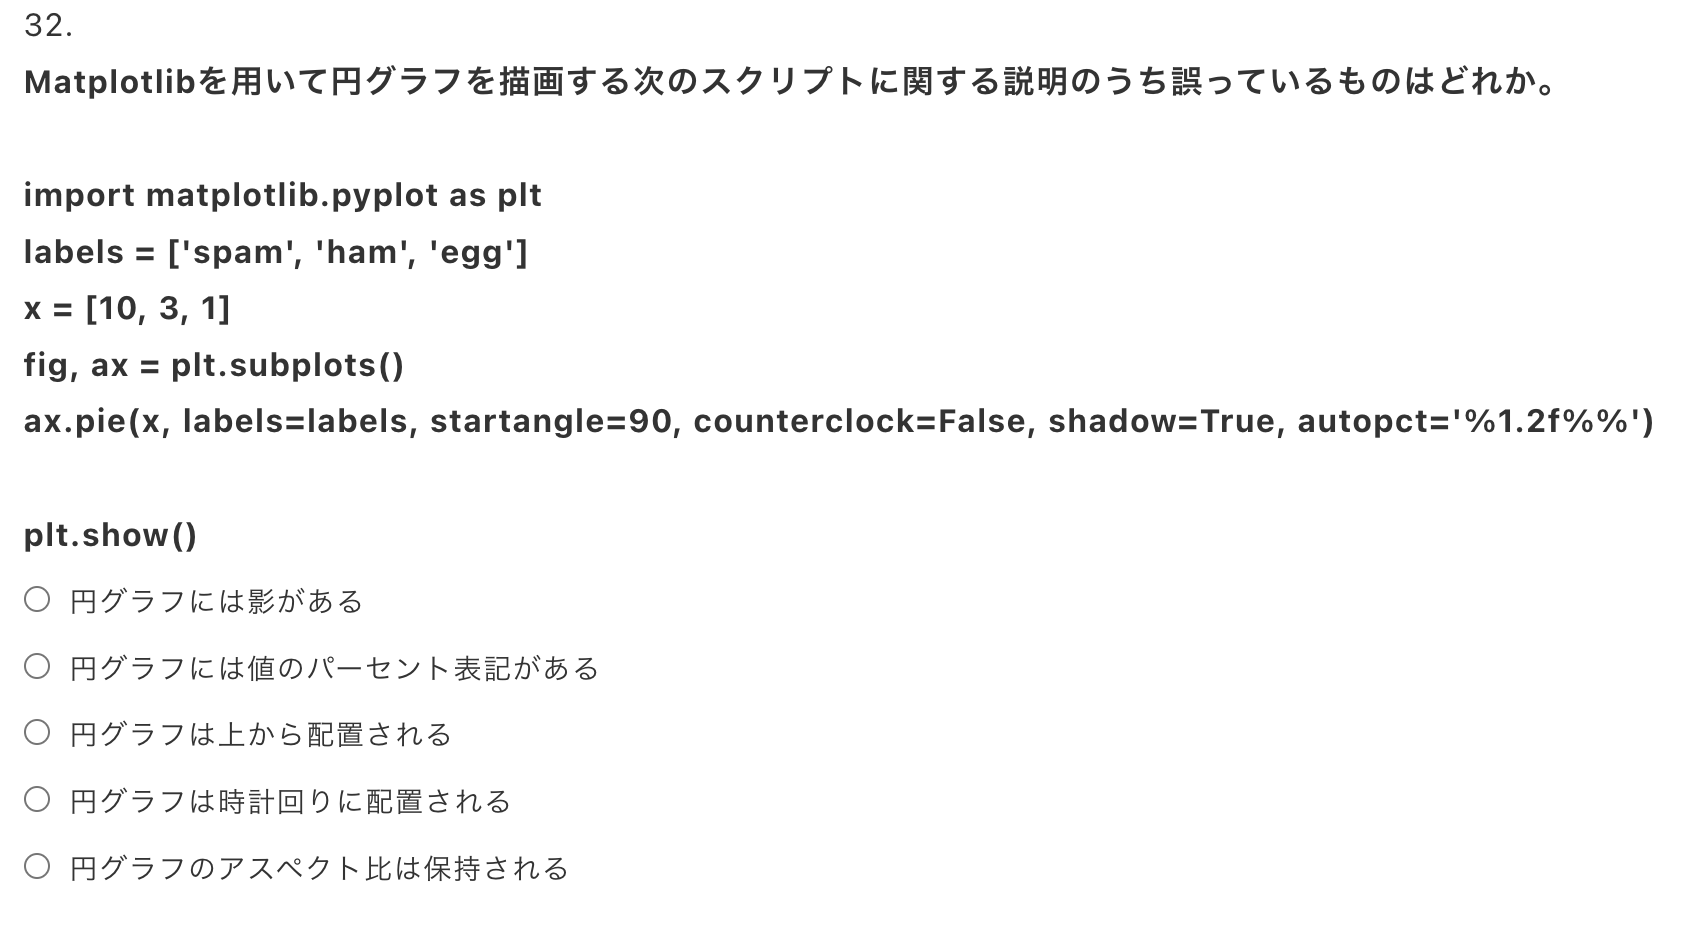 32.
Matplotlibを用いて円グラフを描画する次のスクリプトに関する説明のうち誤っているものはどれか。
import matplotlib.pyplot as plt
labels = ['spam', 'ham', 'egg']
x = [10, 3, 1]
fig, ax = plt.subplots()
ax.pie(x, labels=labels, startangle=90, counterclock=False, shadow=True, autopct='%1.2f%%')
plt.show()
円グラフには影がある
円グラフには値のパーセント表記がある
円グラフは上から配置される
円グラフは時計回りに配置される
円グラフのアスペクト比は保持される